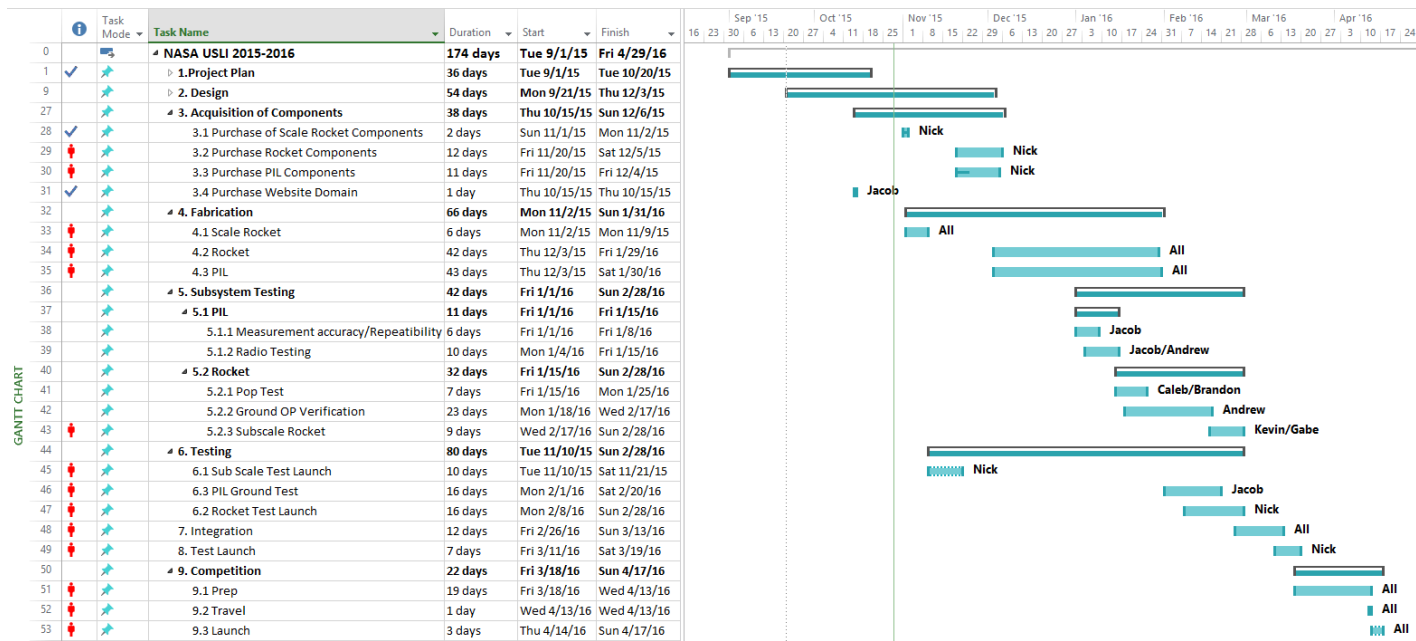 Sep '15 Oct '15 Nov '15 Dec '15 Jan '16 Feb '16 Mar '16 Apr '16
Task Mode Task Name Duration Start Finish 16 23 30 6 13 20 27 4 11 18 25 1 8 15 22 29 6 13 20 27 3 10 17 24 31 7 14 21 28 6 13 20 27 3 10 17 24
0 NASA USLI 2015-2016 174 days Tue 9/1/15 Fri 4/29/16
1 1.Project Plan 36 days Tue 9/1/15 Tue 10/20/15
9 2. Design 54 days Mon 9/21/15 Thu 12/3/15
27 3. Acquisition of Components 38 days Thu 10/15/15 Sun 12/6/15
28 3.1 Purchase of Scale Rocket Components 2 days Sun 11/1/15 Mon 11/2/15 Nick
29 3.2 Purchase Rocket Components 12 days Fri 11/20/15 Sat 12/5/15 Nick
30 3.3 Purchase PIL Components 11 days Fri 11/20/15 Fri 12/4/15 Nick
31 3.4 Purchase Website Domain 1 day Thu 10/15/15 Thu 10/15/15 Jacob
32 4. Fabrication 66 days Mon 11/2/15 Sun 1/31/16
33 4.1 Scale Rocket 6 days Mon 11/2/15 Mon 11/9/15 All
34 4.2 Rocket 42 days Thu 12/3/15 Fri 1/29/16 All
35 4.3 PIL 43 days Thu 12/3/15 Sat 1/30/16 All
36 5. Subsystem Testing 42 days Fri 1/1/16 Sun 2/28/16
37 5.1 PIL 11 days Fri 1/1/16 Fri 1/15/16
38 5.1.1 Measurement accuracy/Repeatibility 6 days Fri 1/1/16 Fri 1/8/16 Jacob
39 5.1.2 Radio Testing 10 days Mon 1/4/16 Fri 1/15/16 Jacob/Andrew
40 5.2 Rocket 32 days Fri 1/15/16 Sun 2/28/16
41 5.2.1 Pop Test 7 days Fri 1/15/16 Mon 1/25/16 Caleb/Brandon
42 5.2.2 Ground OP Verification 23 days Mon 1/18/16 Wed 2/17/16 Andrew
43 5.2.3 Subscale Rocket 9 days Wed 2/17/16 Sun 2/28/16 Kevin/Gabe
44 6. Testing 80 days Tue 11/10/15 Sun 2/28/16
45 6.1 Sub Scale Test Launch 10 days Tue 11/10/15 Sat 11/21/15 Nick
46 6.3 PIL Ground Test 16 days Mon 2/1/16 Sat 2/20/16 Jacob
47 6.2 Rocket Test Launch 16 days Mon 2/8/16 Sun 2/28/16 Nick
48 7. Integration 12 days Fri 2/26/16 Sun 3/13/16 All
49 8. Test Launch 7 days Fri 3/11/16 Sat 3/19/16 Nick
50 9. Competition 22 days Fri 3/18/16 Sun 4/17/16
51 9.1 Prep 19 days Fri 3/18/16 Wed 4/13/16 All
52 9.2 Travel 1 day Wed 4/13/16 Wed 4/13/16 All
53 9.3 Launch 3 days Thu 4/14/16 Sun 4/17/16 All
GANTT CHART